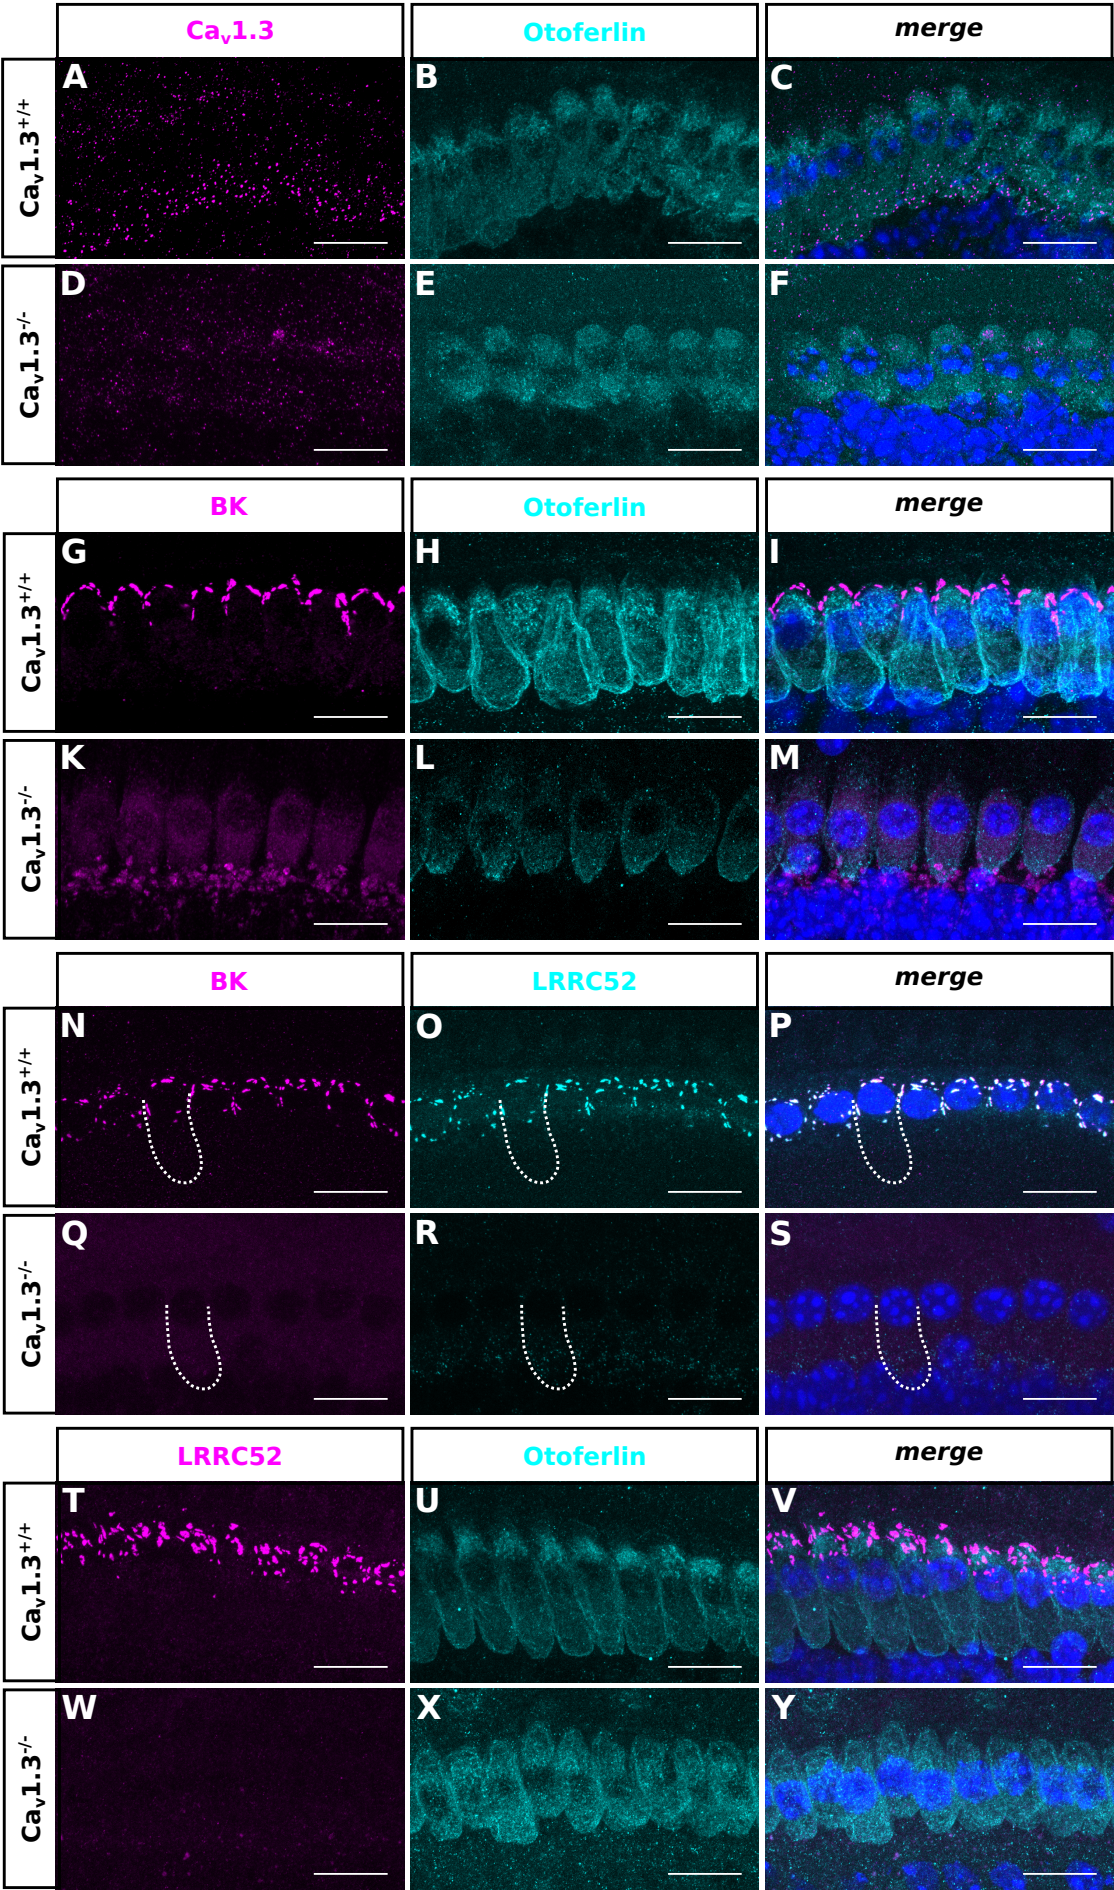 Cav1.3 Otoferlin merge
Cav1.3+/+ A B C
Cav1.3-/- D E F
BK Otoferlin merge
Cav1.3+/+ G H I
Cav1.3-/- K L M
BK LRRC52 merge
Cav1.3+/+ N O P
Cav1.3-/- Q R S
LRRC52 Otoferlin merge
Cav1.3+/+ T U V
Cav1.3-/- W X Y